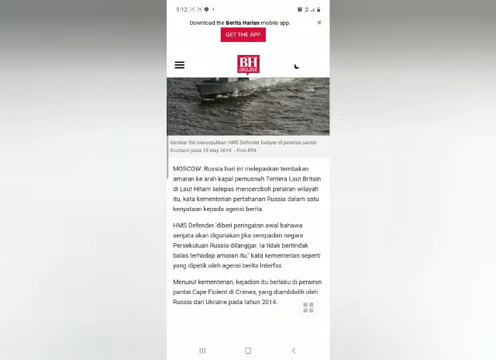 9:12
Download the Berita Harian mobile app.
GET THE APP
BH
ONLINE
Gambar fail menunjukkan HMS Defender belayar di perairan pantai
Scotland pada 19 May 2019. - Foto EPA
MOSCOW: Russia hari ini melepaskan tembakan
amaran ke arah kapal pemusnah Tentera Laut Britain
di Laut Hitam selepas menceroboh perairan wilayah
itu, kata kementerian pertahanan Russia dalam satu
kenyataan kepada agensi berita.
HMS Defender 'diberi peringatan awal bahawa
senjata akan digunakan jika sempadan negara
Persekutuan Russia dilanggar. Ia tidak bertindak
balas terhadap amaran itu," kata kementerian seperti
yang dipetik oleh agensi berita Interfax.
Menurut kementerian, kejadian itu berlaku di perairan
pantai Cape Fiolent di Crimea, yang diambilalih oleh
Russia dari Ukraine pada tahun 2014.